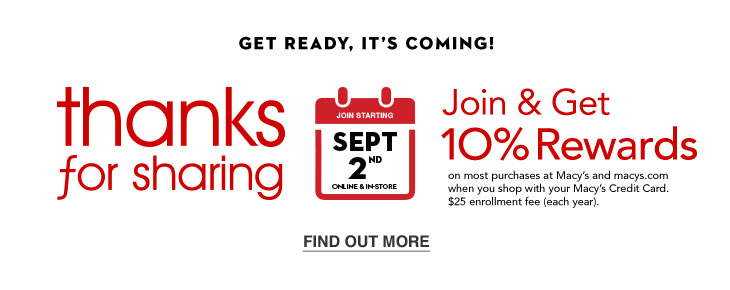 GET READY, IT'S COMING!
thanks
for sharing
JOIN STARTING
SEPT
2ND
ONLINE & IN-STORE
Join & Get
10% Rewards
on most purchases at Macy's and macys.com
when you shop with your Macy's Credit Card.
$25 enrollment fee (each year).
FIND OUT MORE